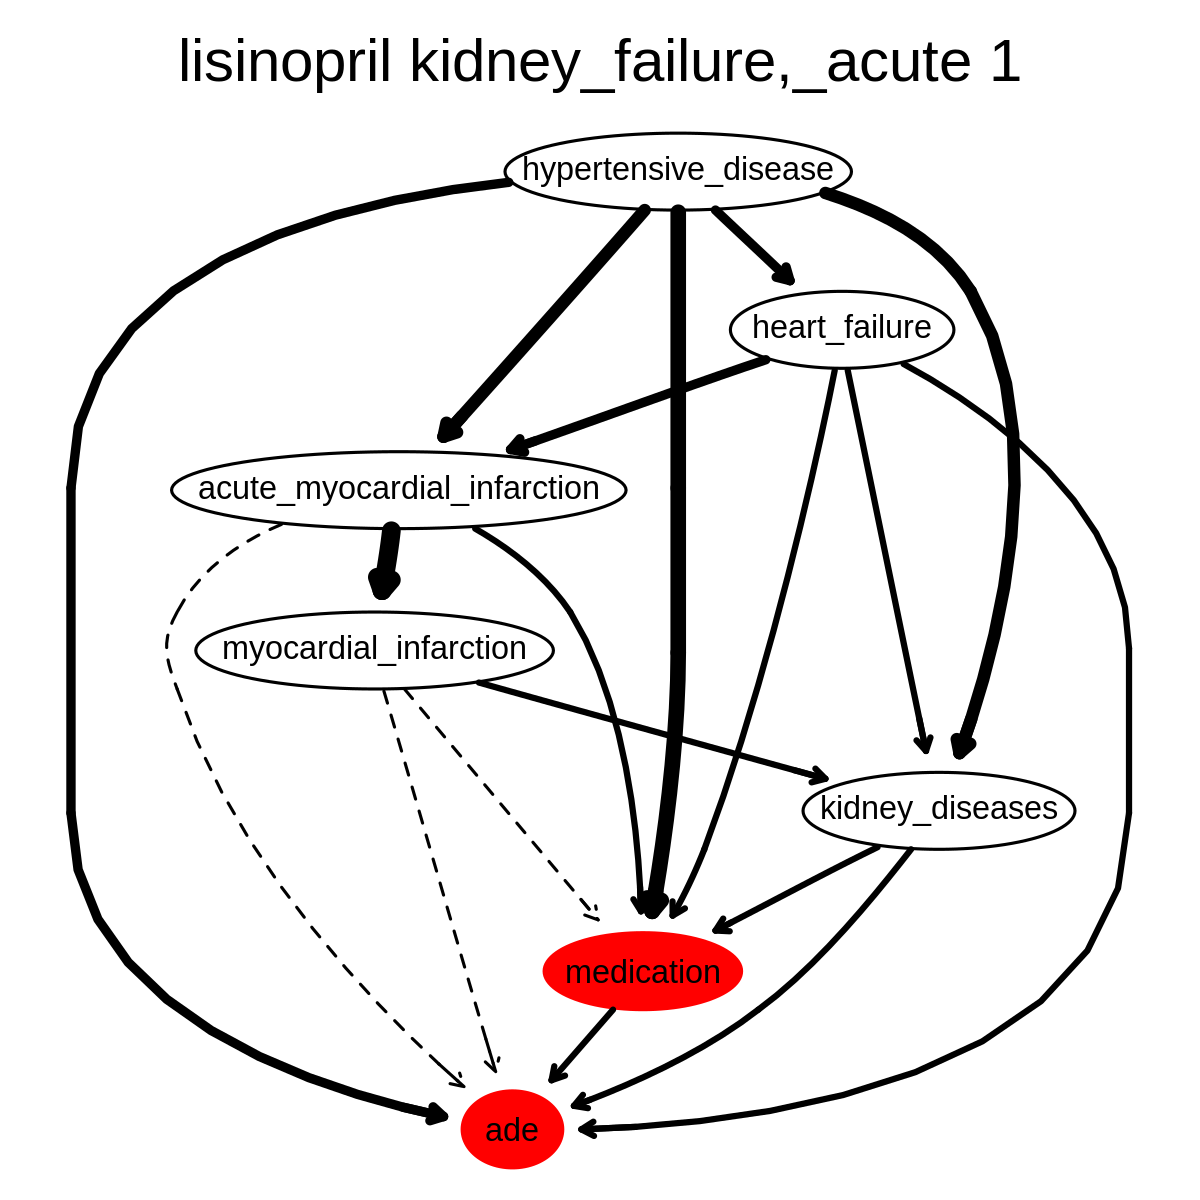 lisinopril kidney_failure,_acute 1
hypertensive_disease
heart_failure
acute_myocardial_infarction
myocardial_infarction
kidney_diseases
medication
ade